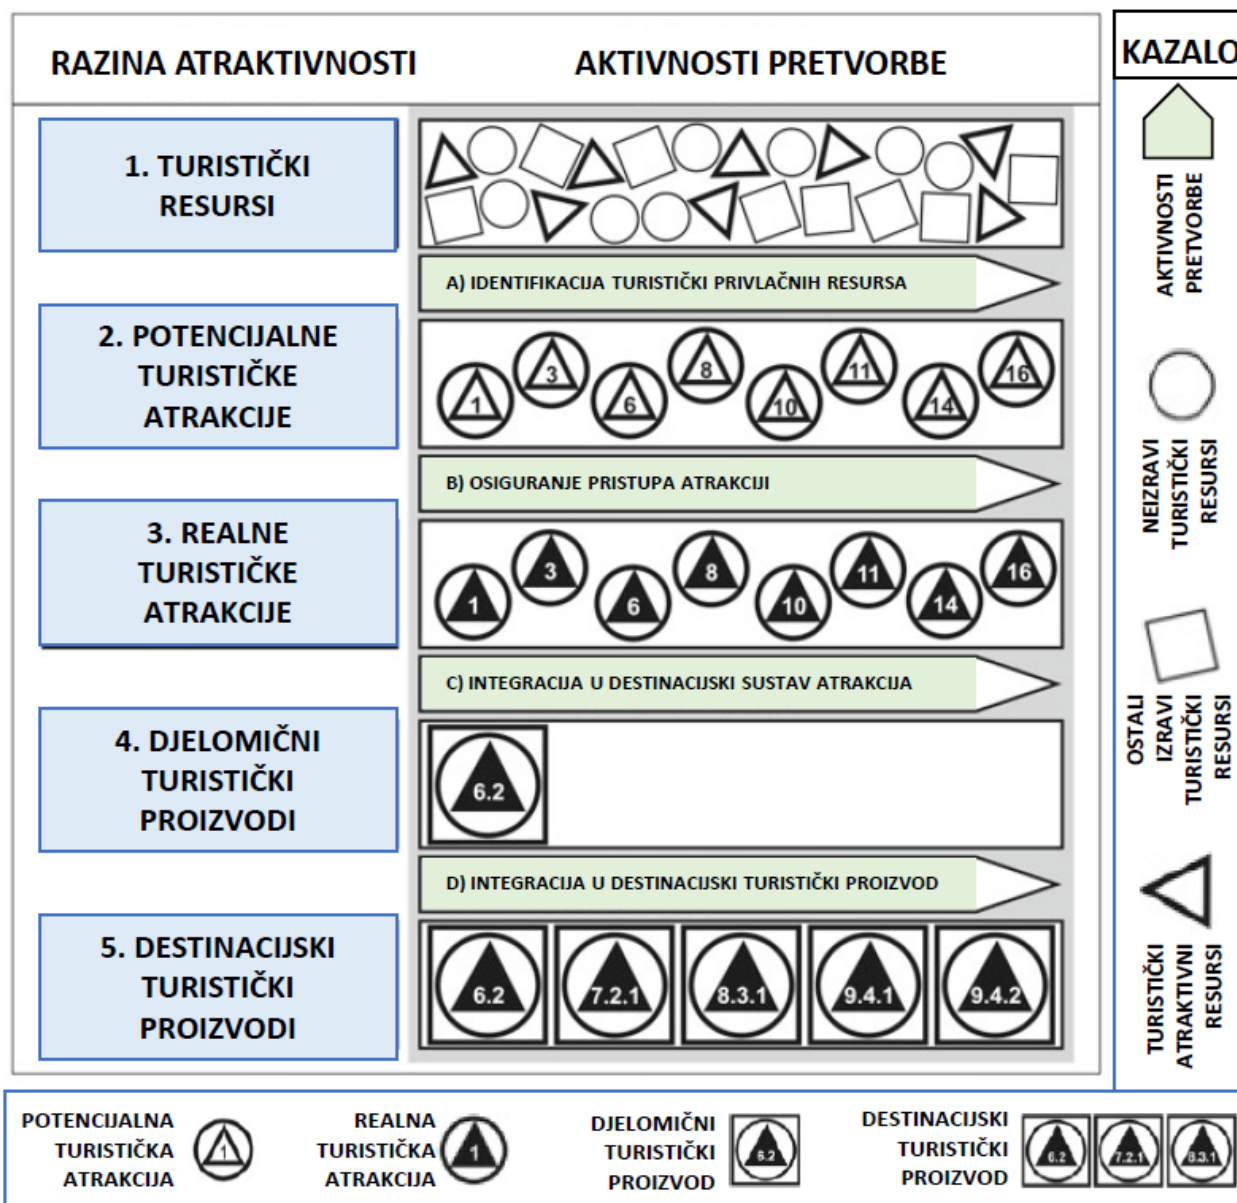 RAZINA ATRAKTIVNOSTI
AKTIVNOSTI PRETVORBE
1. TURISTIČKI
RESURSI
A) IDENTIFIKACIJA TURISTIČKI PRIVLAČNIH RESURSA
2. POTENCIJALNE
TURISTIČKE
ATRAKCIJE
1
3
6
8
10
11
14
16
B) OSIGURANJE PRISTUPA ATRAKCIJI
3. REALNE
TURISTIČKE
ATRAKCIJE
1
3
6
8
10
11
14
16
C) INTEGRACIJA U DESTINACIJSKI SUSTAV ATRAKCIJA
4. DJELOMIČNI
TURISTIČKI
PROIZVODI
6.2
D) INTEGRACIJA U DESTINACIJSKI TURISTIČKI PROIZVOD
5. DESTINACIJSKI
TURISTIČKI
PROIZVODI
6.2
7.2.1
8.3.1
9.4.1
9.4.2
KAZALO
AKTIVNOSTI
PRETVORBE
NEIZRAVI
TURISTIČKI
RESURSI
OSTALI
IZRAVI
TURISTIČKI
RESURSI
TURISTIČKI
ATRAKTIVNI
RESURSI
POTENCIJALNA
TURISTIČKA
ATRAKCIJA
1
REALNA
TURISTIČKA
ATRAKCIJA
1
DJELOMIČNI
TURISTIČKI
PROIZVOD
6.2
DESTINACIJSKI
TURISTIČKI
PROIZVOD
6.2
7.2.1
8.3.1